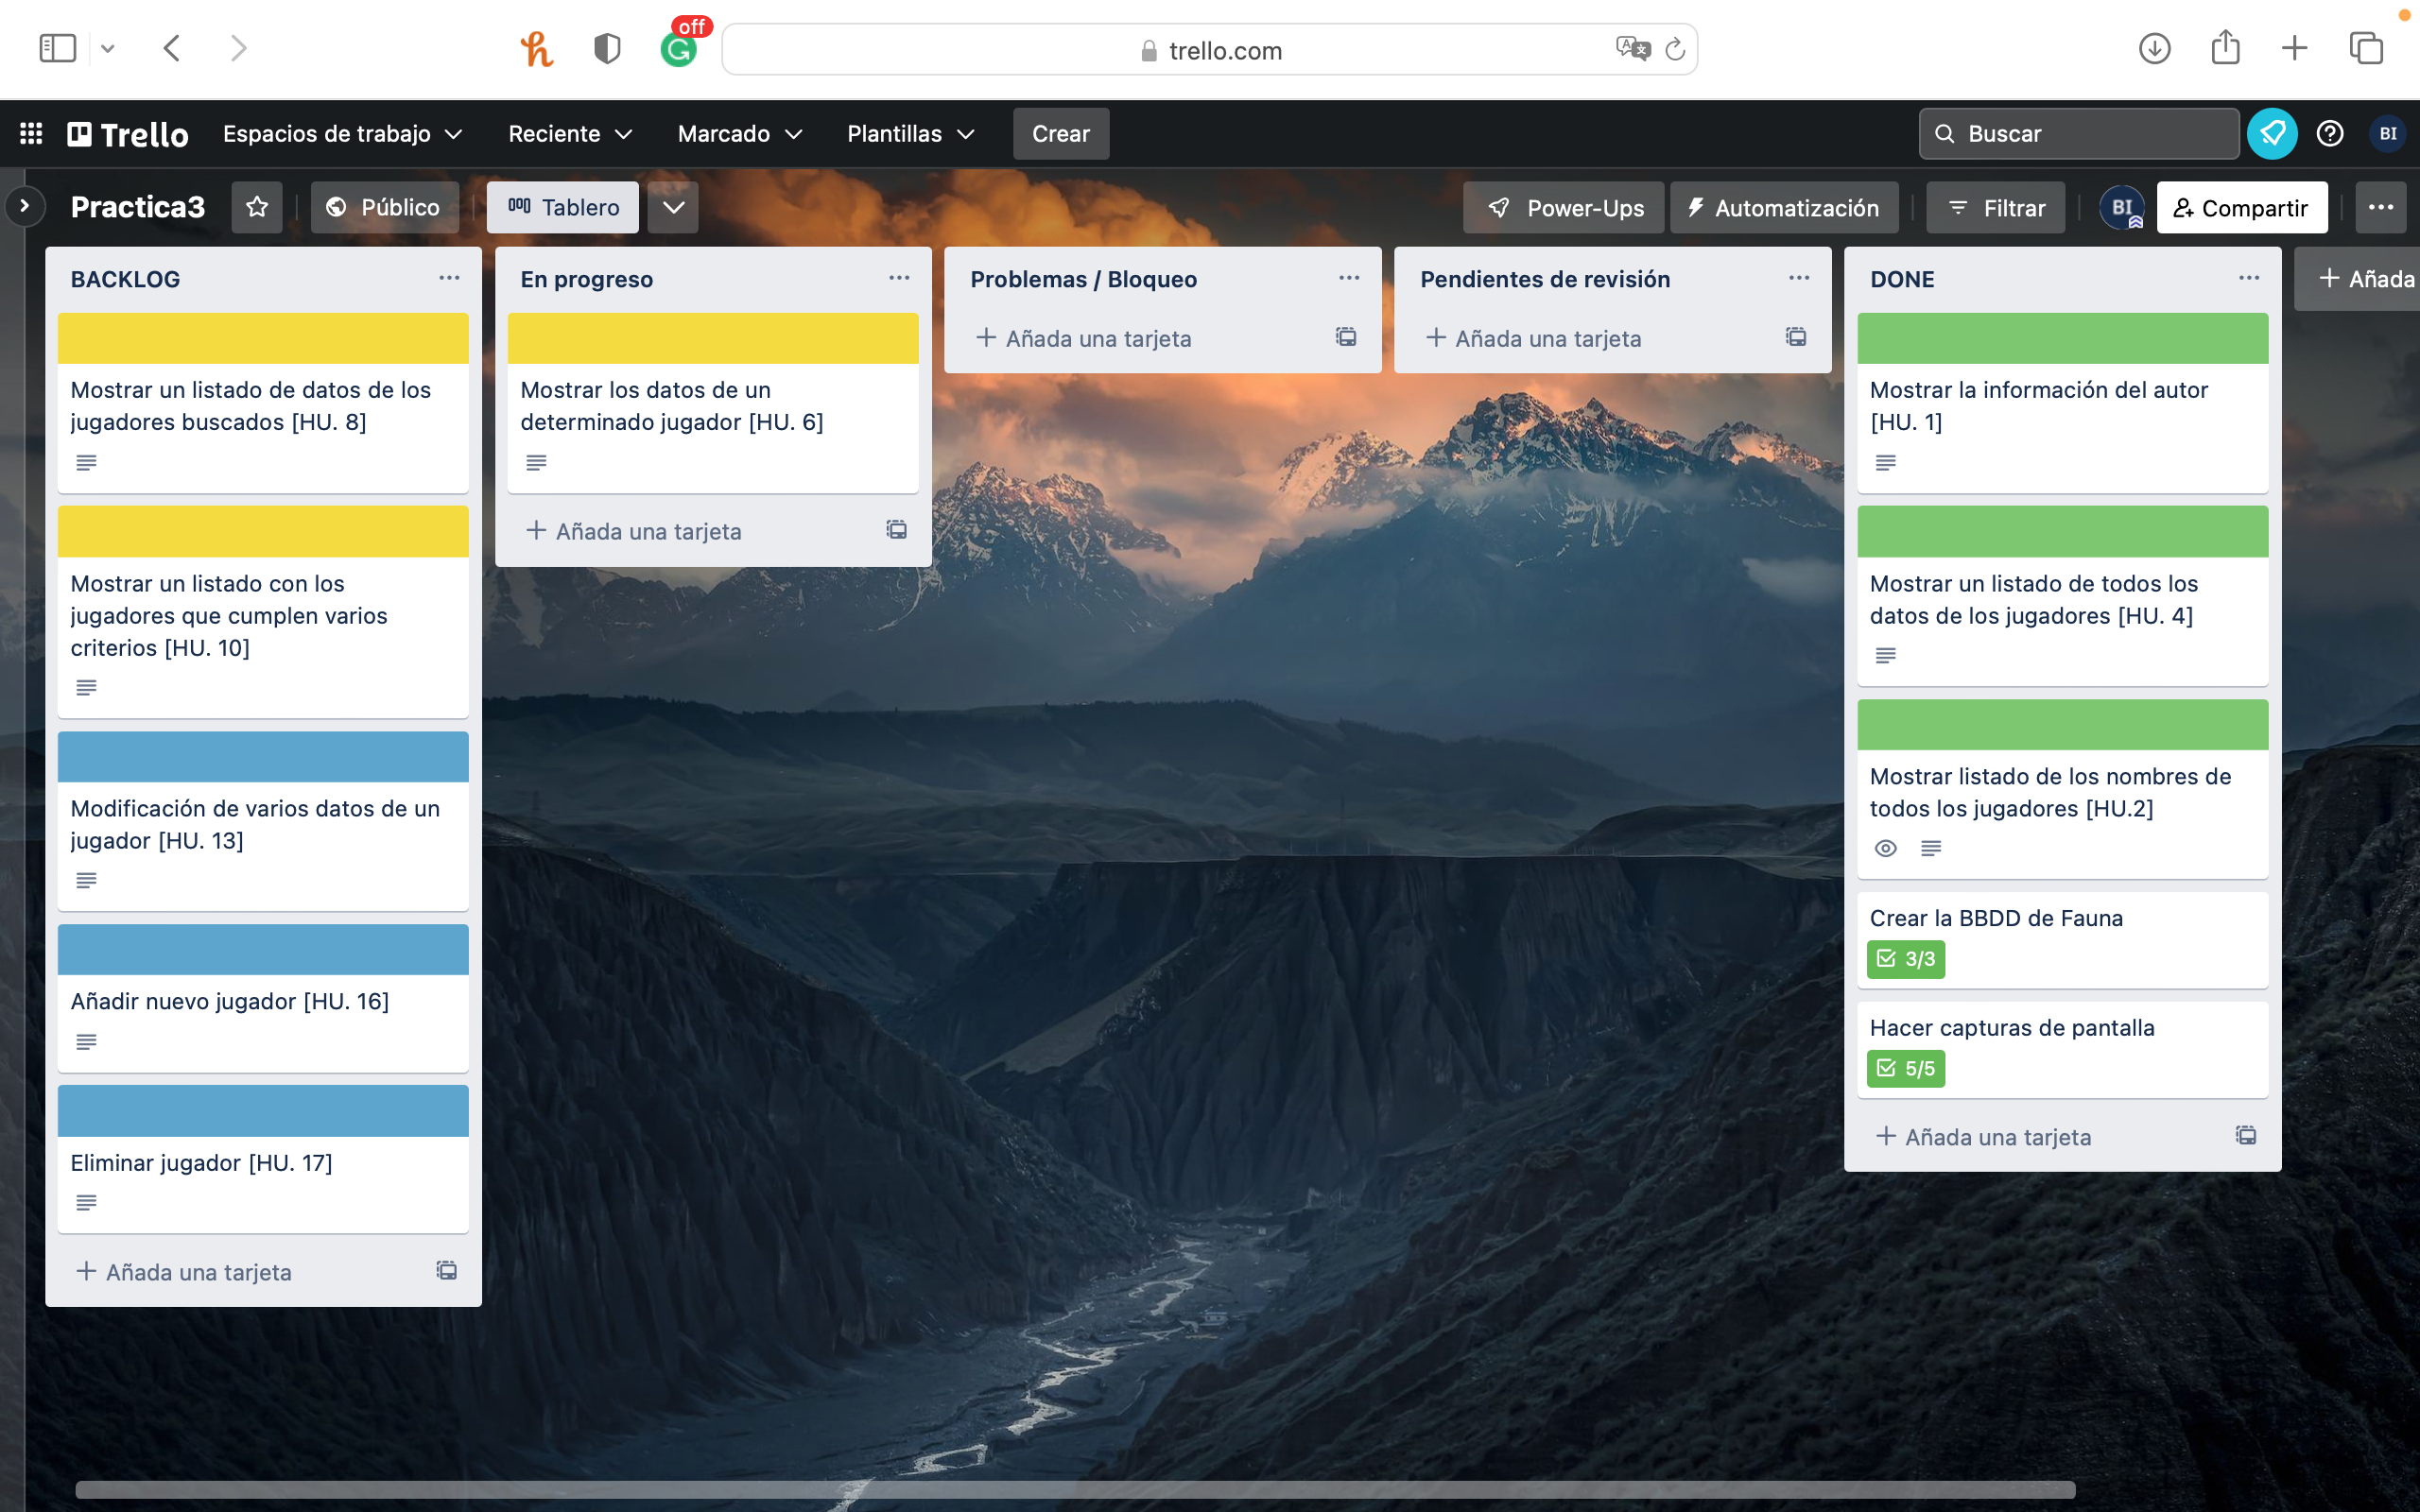 off
trello.com
Trello
Espacios de trabajo
Reciente
Marcado
Plantillas
Crear
Buscar
BI
Practica3
Público
Tablero
Power-Ups
Automatización
Filtrar
BI
Compartir
BACKLOG
Mostrar un listado de datos de los
jugadores buscados [HU. 8]
Mostrar un listado con los
jugadores que cumplen varios
criterios [HU. 10]
Modificación de varios datos de un
jugador [HU. 13]
Añadir nuevo jugador [HU. 16]
Eliminar jugador [HU. 17]
+ Añada una tarjeta
En progreso
Mostrar los datos de un
determinado jugador [HU. 6]
+ Añada una tarjeta
Problemas / Bloqueo
+ Añada una tarjeta
Pendientes de revisión
+ Añada una tarjeta
DONE
Mostrar la información del autor
[HU. 1]
Mostrar un listado de todos los
datos de los jugadores [HU. 4]
Mostrar listado de los nombres de
todos los jugadores [HU.2]
Crear la BBDD de Fauna
3/3
Hacer capturas de pantalla
5/5
+ Añada una tarjeta
+ Añada